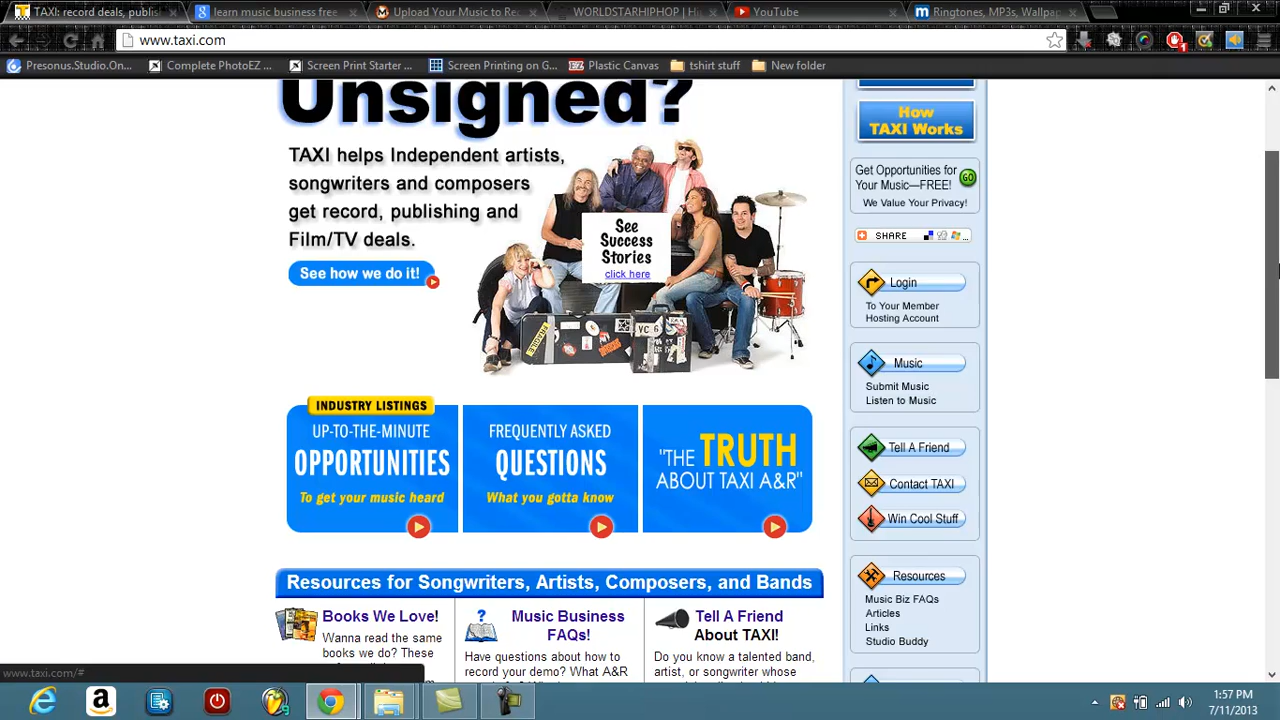 TAXI: record deals, publis
learn music business free
Upload Your Music to Re
WORLDSTARHIPHOP | H
YouTube
Ringtones, MP3s, Wallpap
www.taxi.com
1
Presonus.Studio.On...
Complete PhotoEZ ...
Screen Print Starter ...
Screen Printing on G...
EZ
Plastic Canvas
tshirt stuff
New folder
Unsigned?
TAXI helps Independent artists,
songwriters and composers
get record, publishing and
Film/TV deals.
See how we do it!
See
Success
Stories
click here
VC 6
How
TAXI Works
Get Opportunities for
Your Music—FREE!
GO
We Value Your Privacy!
SHARE
Login
To Your Member
Hosting Account
Music
Submit Music
Listen to Music
Tell A Friend
Contact TAXI
Win Cool Stuff
Resources
Music Biz FAQs
Articles
Links
Studio Buddy
INDUSTRY LISTINGS
UP-TO-THE-MINUTE
OPPORTUNITIES
To get your music heard
FREQUENTLY ASKED
QUESTIONS
What you gotta know
"THE TRUTH
ABOUT TAXI A&R"
Resources for Songwriters, Artists, Composers, and Bands
Books We Love!
Wanna read the same
books we do? These
Music Business
FAQs!
Have questions about how to
record your demo? What A&R
Tell A Friend
About TAXI!
Do you know a talented band,
artist, or songwriter whose
www.taxi.com/#
1:57 PM
7/11/2013